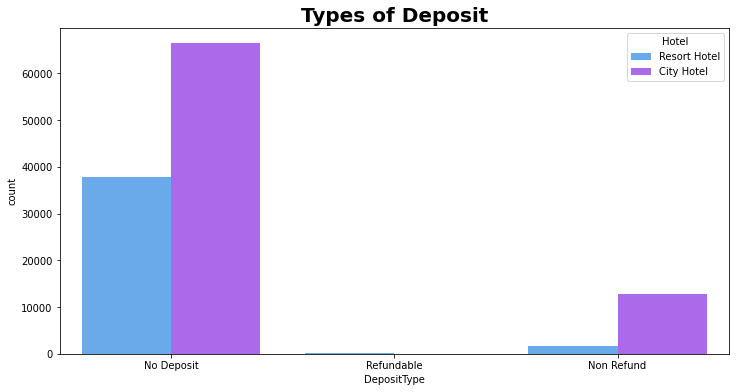 Types of Deposit
Hotel
Resort Hotel
City Hotel
count
60000
50000
40000
30000
20000
10000
0
No Deposit
Refundable
Non Refund
DepositType